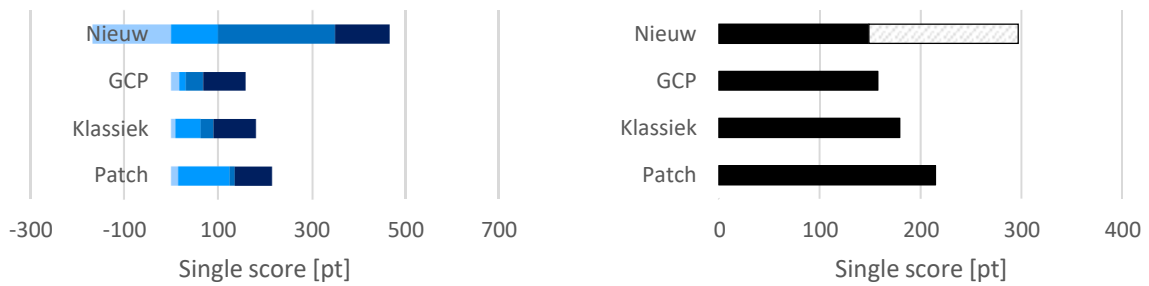 Nieuw
GCP
Klassiek
Patch
-300 -100 100 300 500 700
Single score [pt]
Nieuw
GCP
Klassiek
Patch
0 100 200 300 400
Single score [pt]